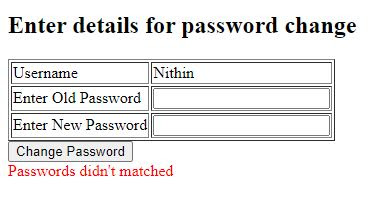 Enter details for password change
Username Nithin
Enter Old Password
Enter New Password
Change Password
Passwords didn't matched